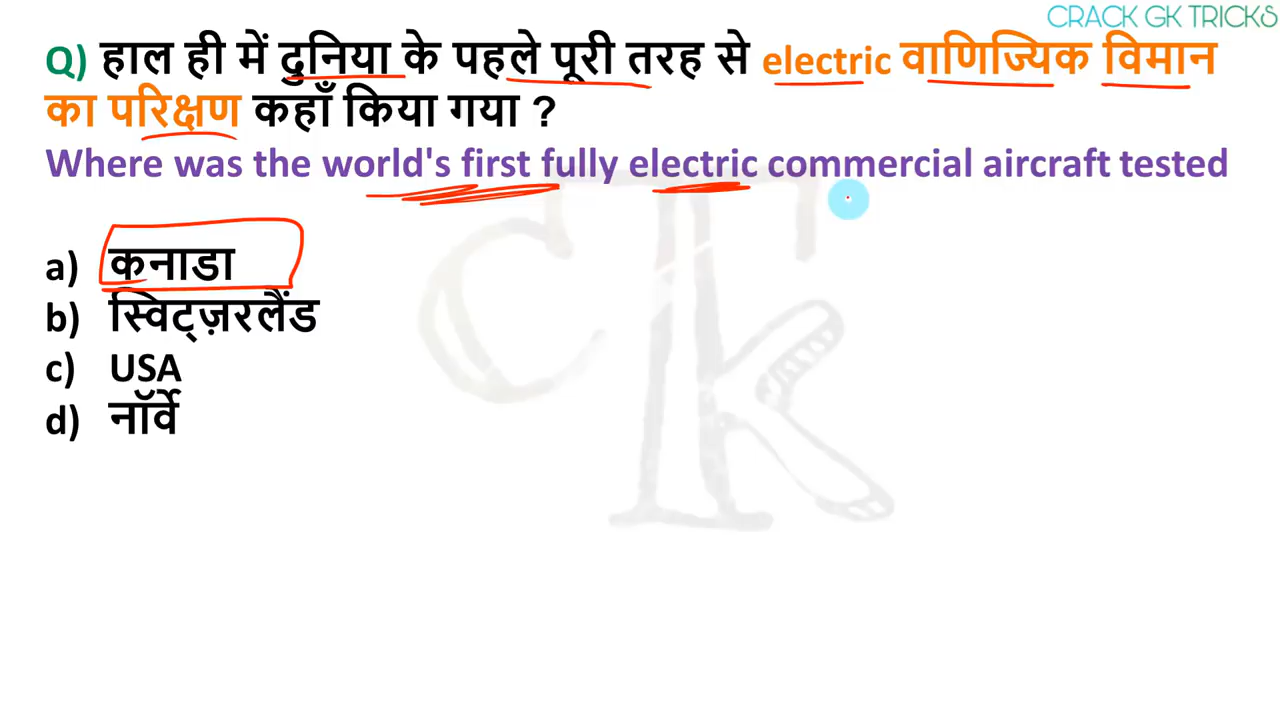 CRACK GK TRICKS
Q) हाल ही में दुनिया के पहले पूरी तरह से electric वाणिज्यिक विमान
का परिक्षण कहाँ किया गया ?
Where was the world's first fully electric commercial aircraft tested
a) कनाडा
b) स्विट्ज़रलैंड
c) USA
d) नॉर्वे